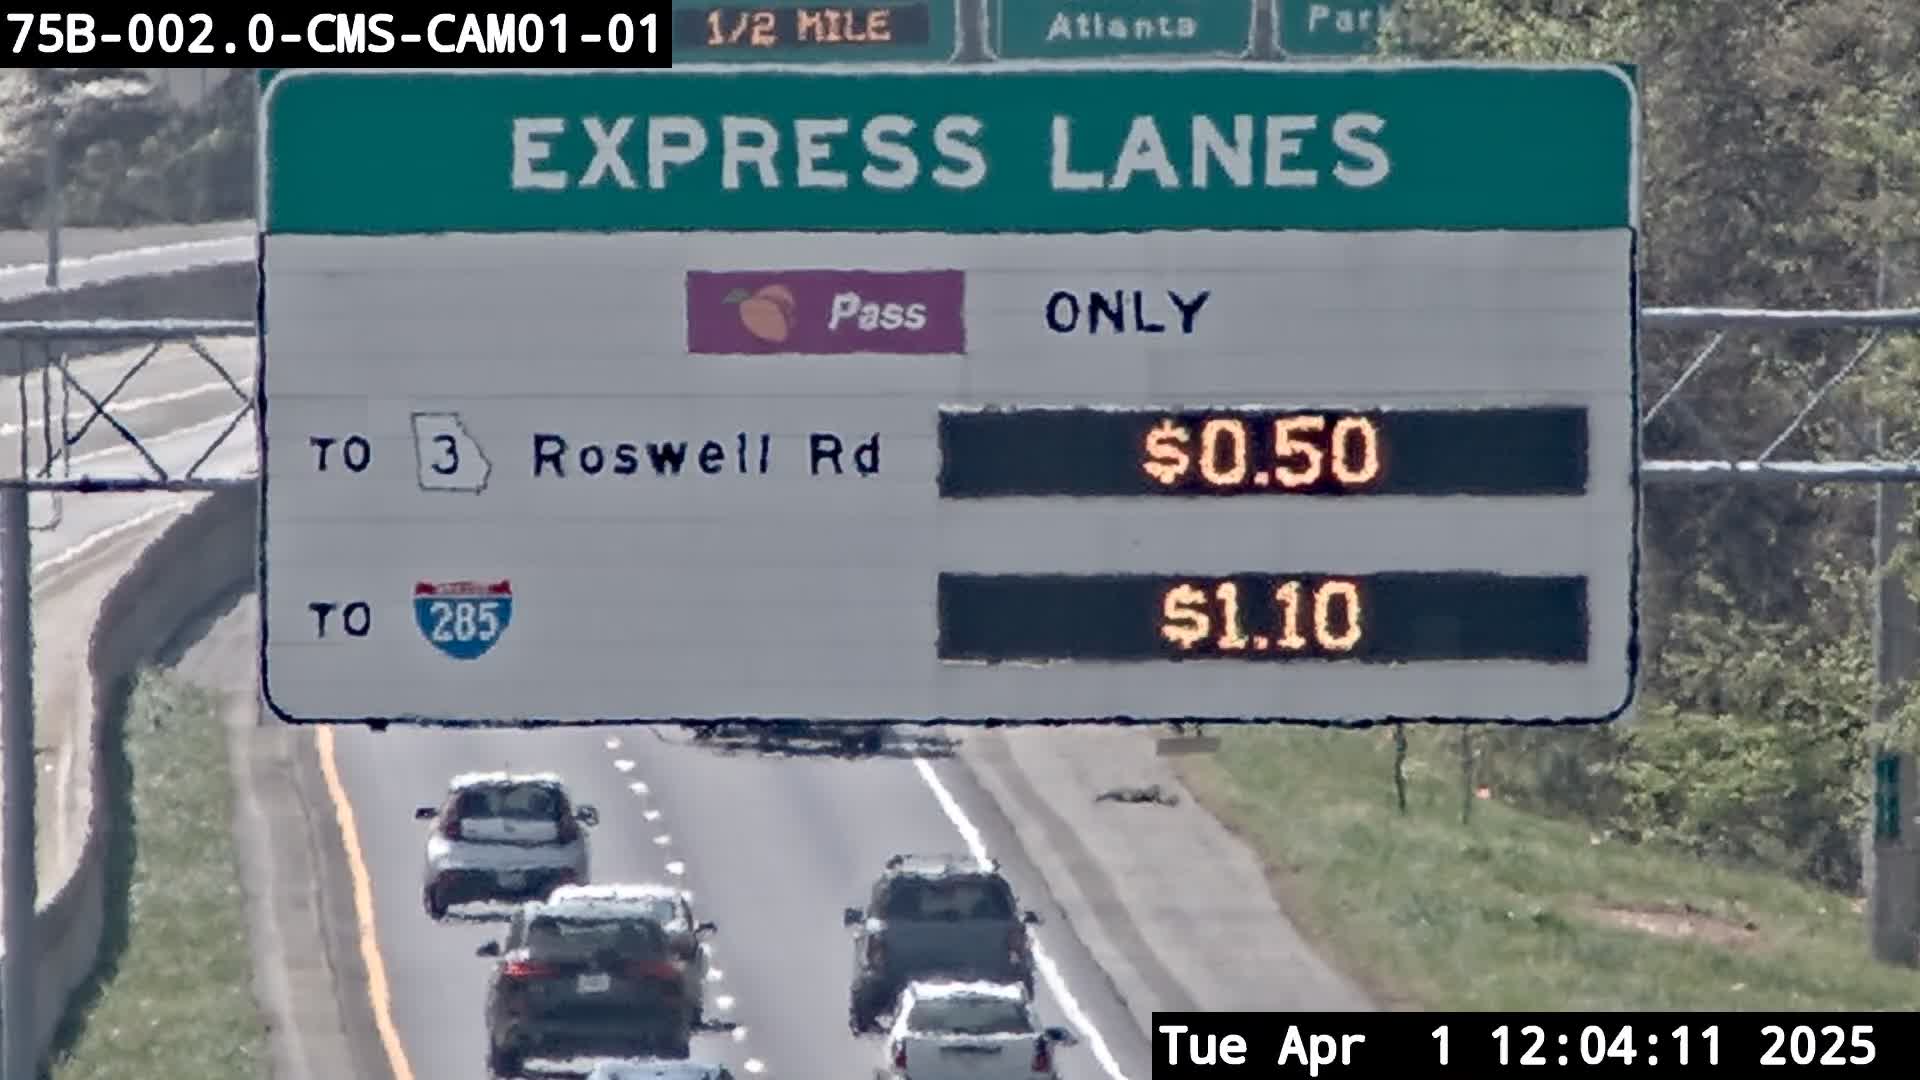 75B-002.0-CMS-CAM01-01
1/2 MILE
Atlanta
Park
EXPRESS LANES
Pass ONLY
TO 3 Roswell Rd $0.50
TO 285 $1.10
Tue Apr 1 12:04:11 2025